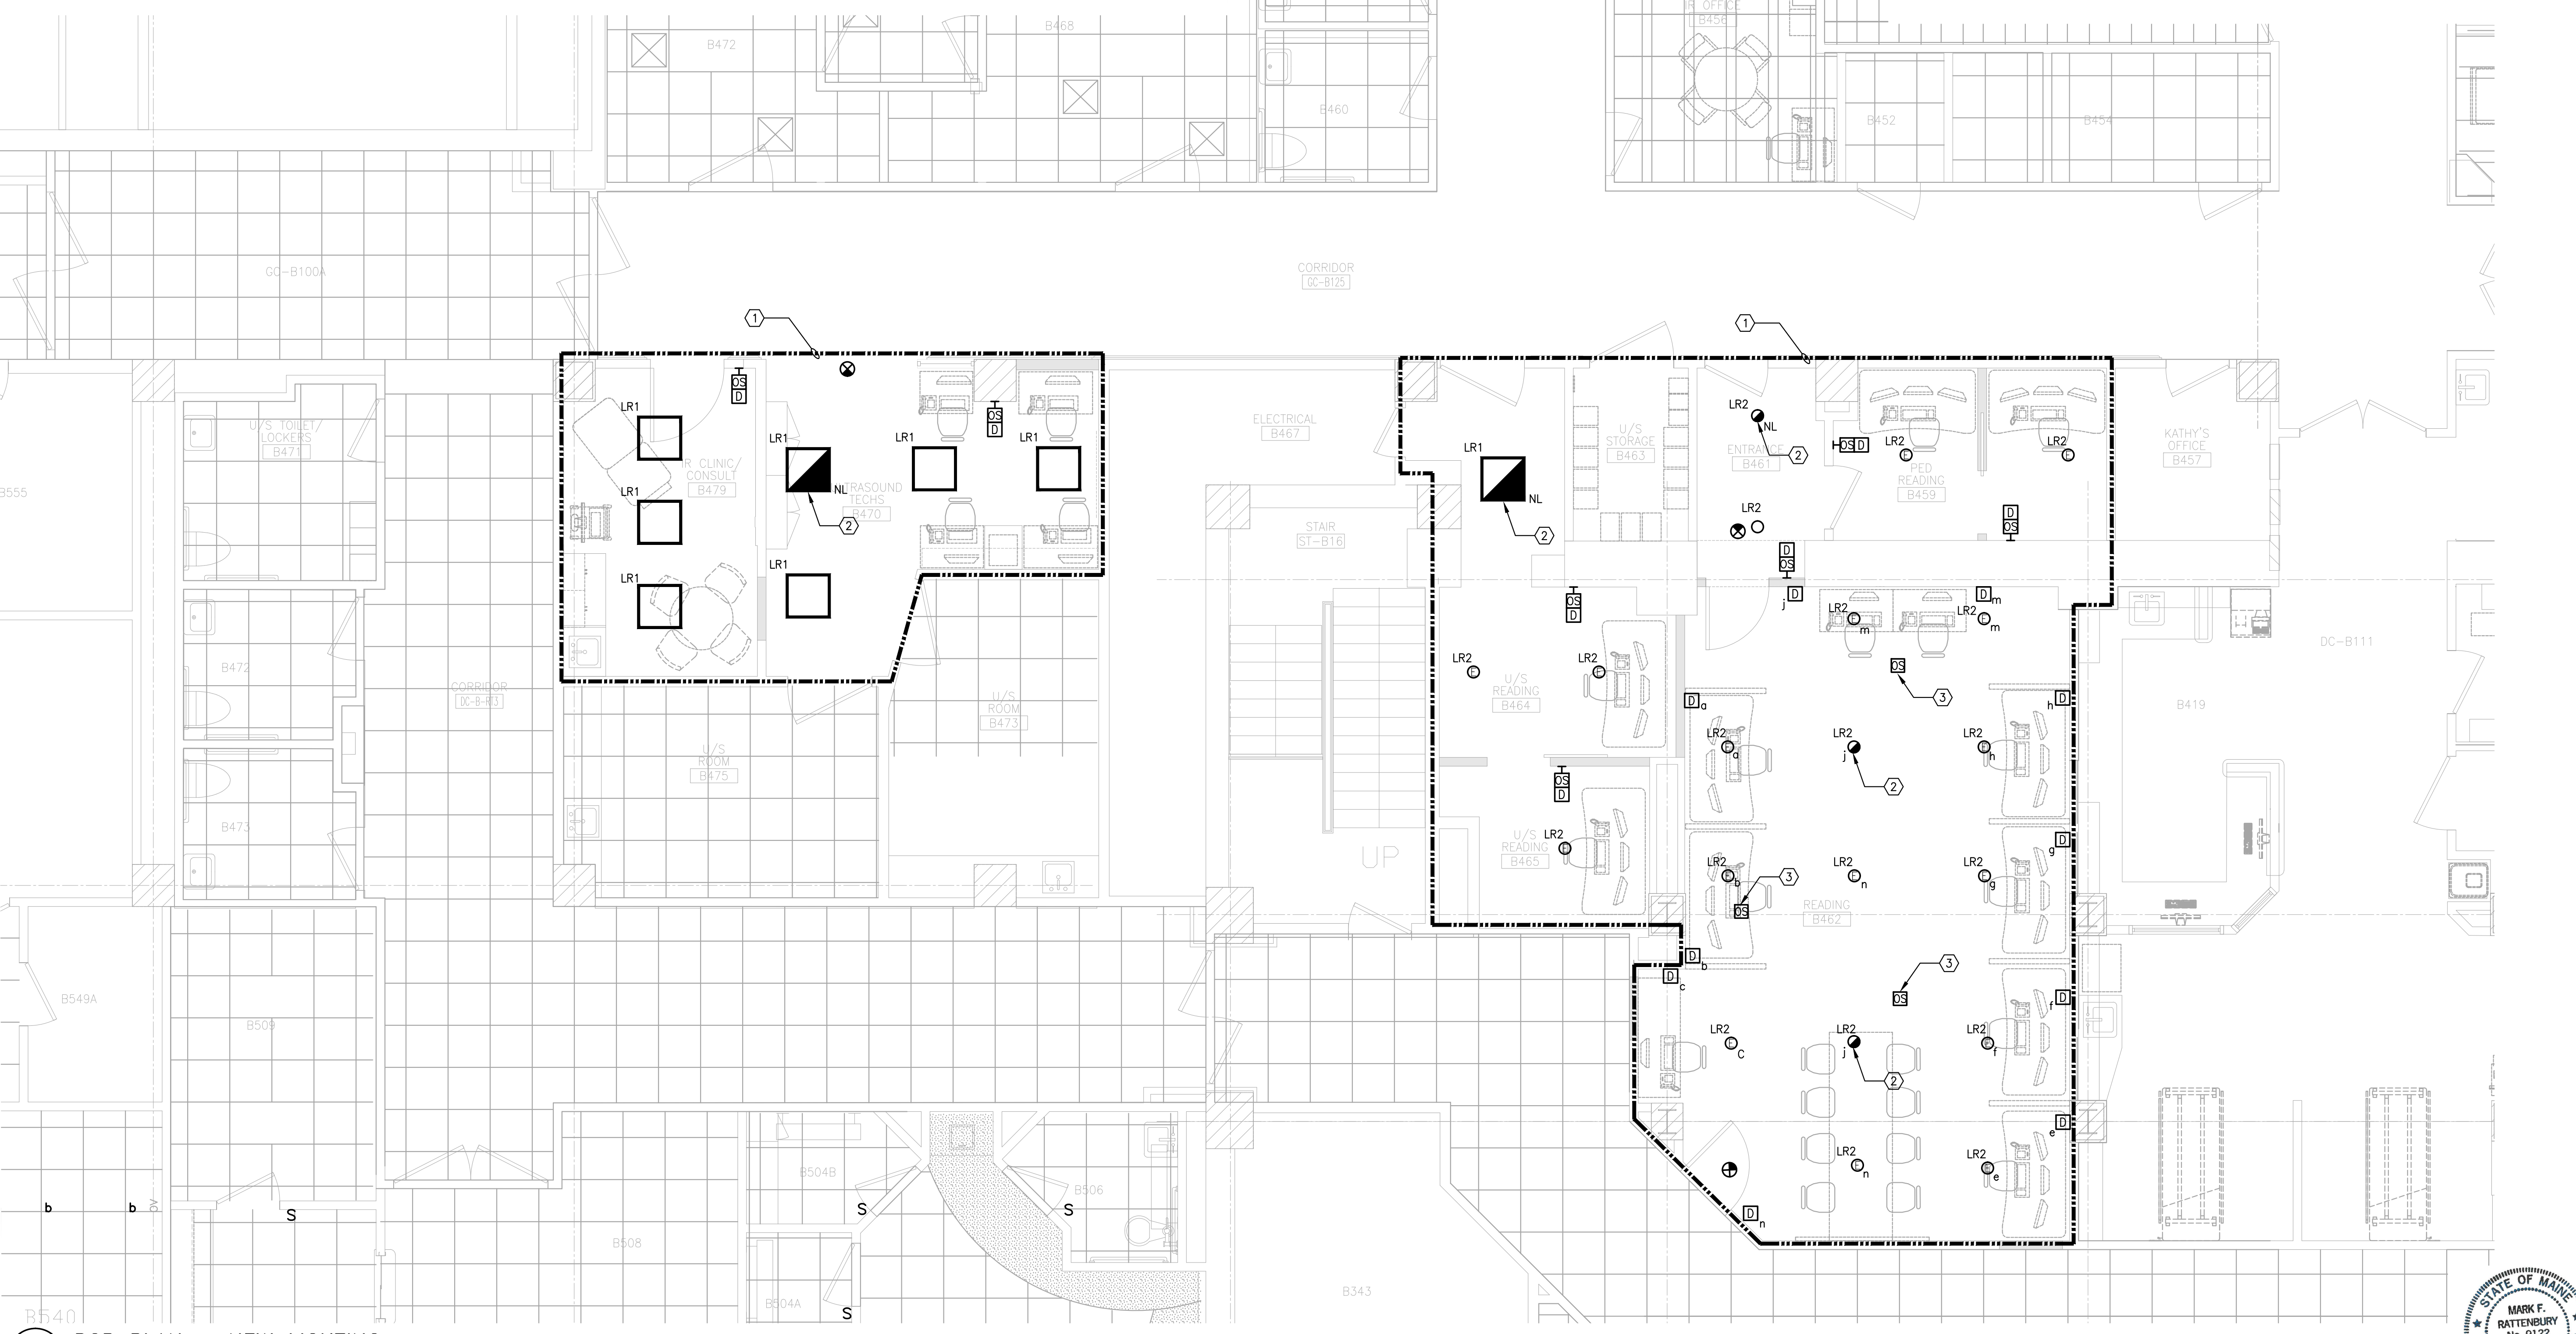 IR OFFICE
B456
B472
B468
B460
B452
B454
GC-B100A
CORRIDOR
GC-B125
1
1
OS
D
LR1
U/S TOILET/
LOCKERS
B471
IR CLINIC/
CONSULT
B479
LR1
NL
2
ULTRASOUND
TECHS
B470
OS
D
LR1
LR1
LR1
LR1
LR1
ELECTRICAL
B467
STAIR
ST-B16
LR1
NL
2
U/S
STORAGE
B463
LR2
NL
2
ENTRANCE
B461
LR2
OS D
LR2
LR2
PED
READING
B459
D
OS
KATHY'S
OFFICE
B457
B555
D
OS
D
j
OS
D
LR2
m
LR2
m
D
m
OS
3
DC-B111
B472
CORRIDOR
DC-B-RT3
U/S
ROOM
B473
U/S
ROOM
B475
LR2
E
LR2
E
U/S
READING
B464
D
a
LR2
a
LR2
j
2
LR2
h
D
h
B419
B473
UP
OS
D
LR2
E
U/S
READING
B465
LR2
b
3
OS
LR2
E
n
LR2
g
D
g
READING
B462
D
b
D
c
3
OS
D
f
B549A
B509
LR2
E
C
LR2
j
2
LR2
f
D
e
B504B
B506
LR2
E
n
LR2
e
D
n
b
b
S
S
S
B508
B504A
S
B343
B540
STATE OF MAINE
MARK F.
RATTENBURY